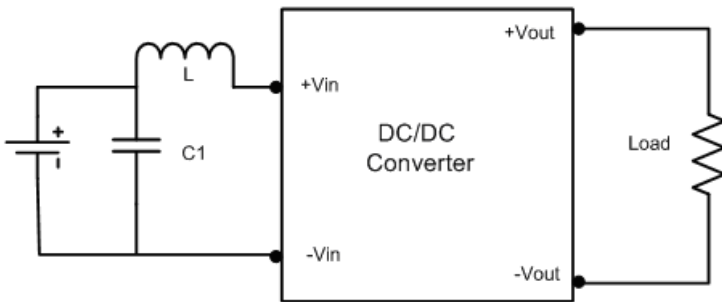 +Vout
L
+Vin
+
C1
DC/DC
Converter
Load
-Vin
-Vout